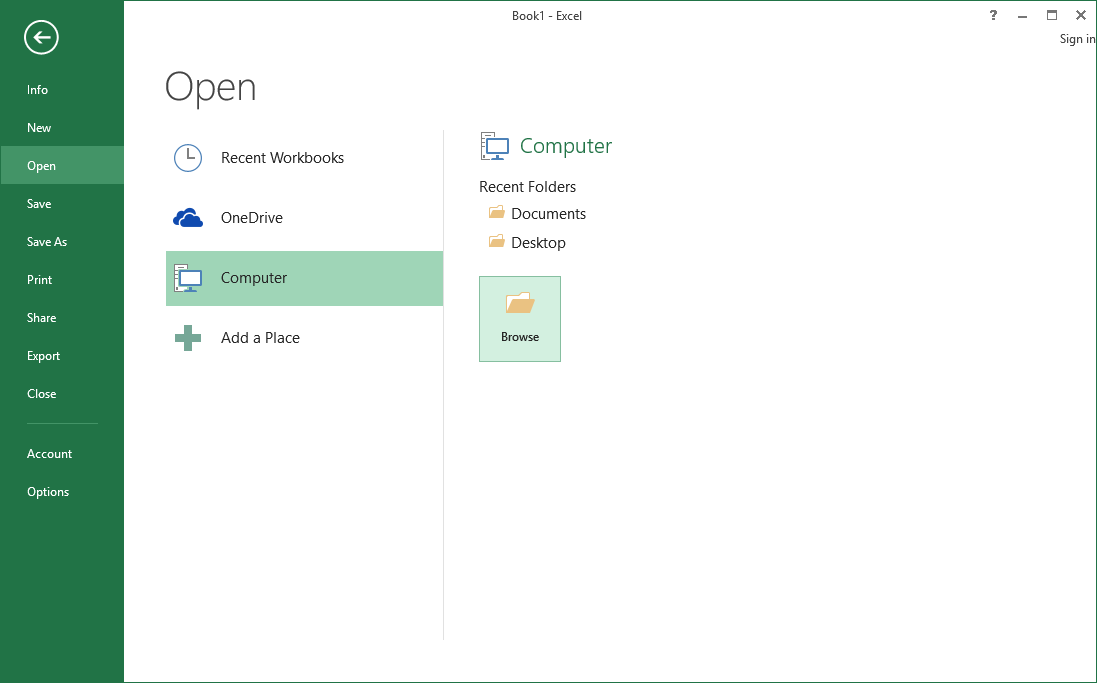 Book1 - Excel
?
Sign in
Info
New
Open
Save
Save As
Print
Share
Export
Close
Account
Options
Open
Recent Workbooks
OneDrive
Computer
Add a Place
Computer
Recent Folders
Documents
Desktop
Browse